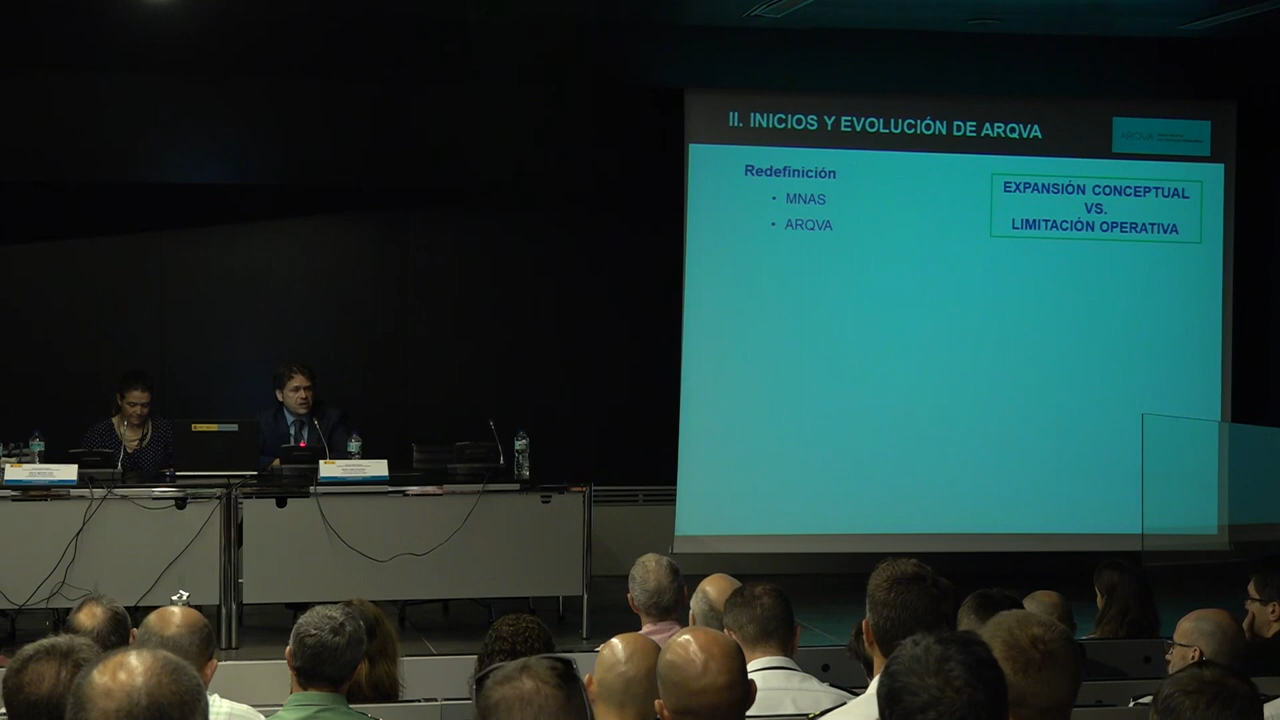 II. INICIOS Y EVOLUCIÓN DE ARQVA
ARQVA
Redefinición
• MNAS
• ARQVA
EXPANSIÓN CONCEPTUAL
VS.
LIMITACIÓN OPERATIVA